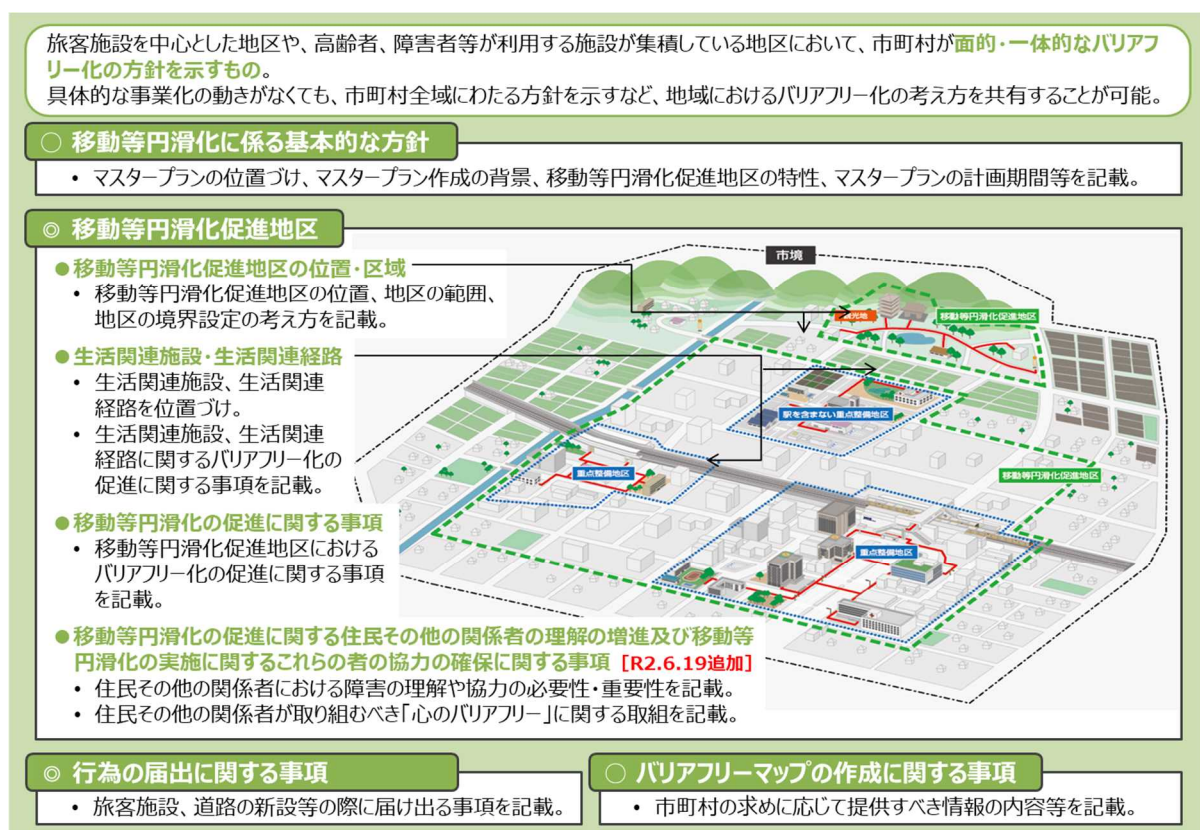 旅客施設を中心とした地区や、高齢者、障害者等が利用する施設が集積している地区において、市町村が面的・一体的なバリアフ
リー化の方針を示すもの。
具体的な事業化の動きがなくても、市町村全域にわたる方針を示すなど、地域におけるバリアフリー化の考え方を共有することが可能。
○ 移動等円滑化に係る基本的な方針
• マスタープランの位置づけ、マスタープラン作成の背景、移動等円滑化促進地区の特性、マスタープランの計画期間等を記載。
◎ 移動等円滑化促進地区
●移動等円滑化促進地区の位置・区域
• 移動等円滑化促進地区の位置、地区の範囲、
地区の境界設定の考え方を記載。
●生活関連施設・生活関連経路
• 生活関連施設、生活関連
経路を位置づけ。
• 生活関連施設、生活関連
経路に関するバリアフリー化の
促進に関する事項を記載。
●移動等円滑化の促進に関する事項
• 移動等円滑化促進地区における
バリアフリー化の促進に関する事項
を記載。
●移動等円滑化の促進に関する住民その他の関係者の理解の増進及び移動等
円滑化の実施に関するこれらの者の協力の確保に関する事項 [R2.6.19追加]
• 住民その他の関係者における障害の理解や協力の必要性・重要性を記載。
• 住民その他の関係者が取り組むべき「心のバリアフリー」に関する取組を記載。
市境
光地
移動等円滑化促進地区
駅を含まない重点整備地区
重点整備地区
移動等円滑化促進地区
重点整備地区
◎ 行為の届出に関する事項
• 旅客施設、道路の新設等の際に届け出る事項を記載。
○ バリアフリーマップの作成に関する事項
• 市町村の求めに応じて提供すべき情報の内容等を記載。